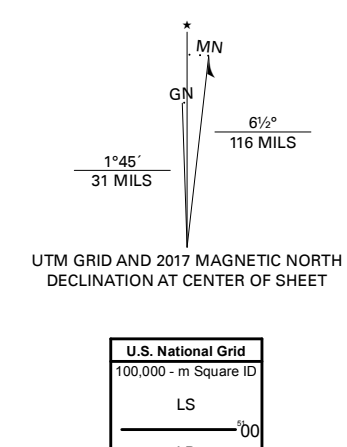 MN
GN
6½°
116 MILS
1°45´
31 MILS
UTM GRID AND 2017 MAGNETIC NORTH
DECLINATION AT CENTER OF SHEET
U.S. National Grid
100,000 - m Square ID
LS
⁵¹00